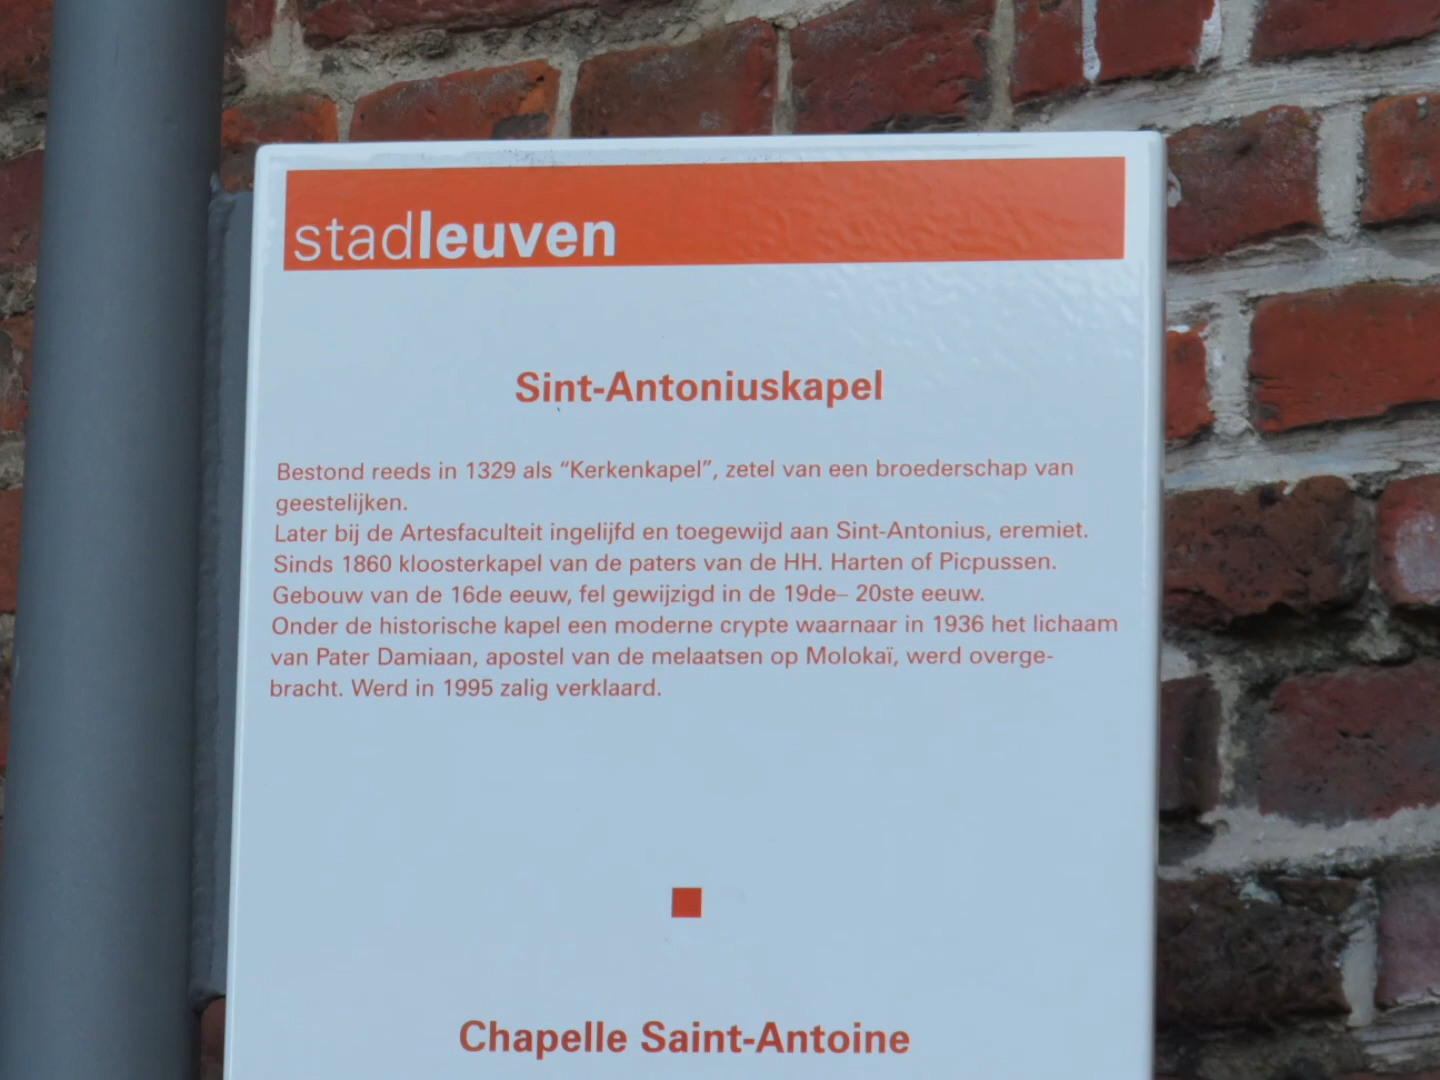 stadleuven
Sint-Antoniuskapel
Bestond reeds in 1329 als “Kerkenkapel”, zetel van een broederschap van
geestelijken.
Later bij de Artesfaculteit ingelijfd en toegewijd aan Sint-Antonius, eremiet.
Sinds 1860 kloosterkapel van de paters van de HH. Harten of Picpussen.
Gebouw van de 16de eeuw, fel gewijzigd in de 19de– 20ste eeuw.
Onder de historische kapel een moderne crypte waarnaar in 1936 het lichaam
van Pater Damiaan, apostel van de melaatsen op Molokaï, werd overge-
bracht. Werd in 1995 zalig verklaard.
Chapelle Saint-Antoine